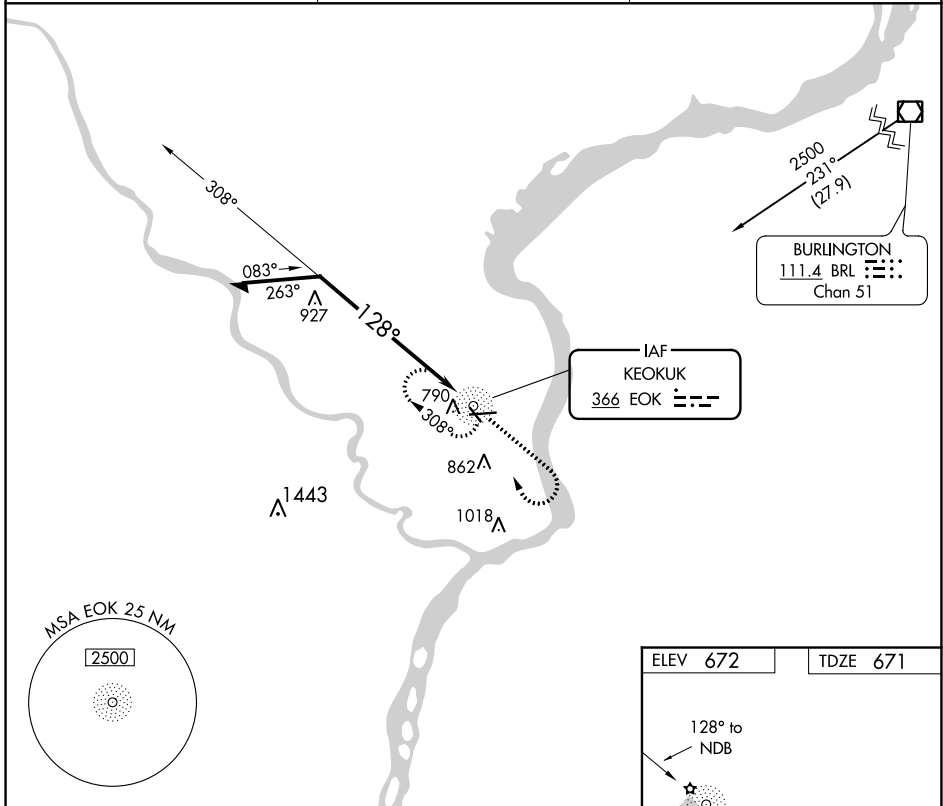 2500
231°
(27.9)
BURLINGTON
111.4 BRL
Chan 51
308°
083°
263°
927
128°
IAF
KEOKUK
366 EOK
790
308°
862
1443
1018
MSA EOK 25 NM
2500
ELEV 672
TDZE 671
128° to
NDB